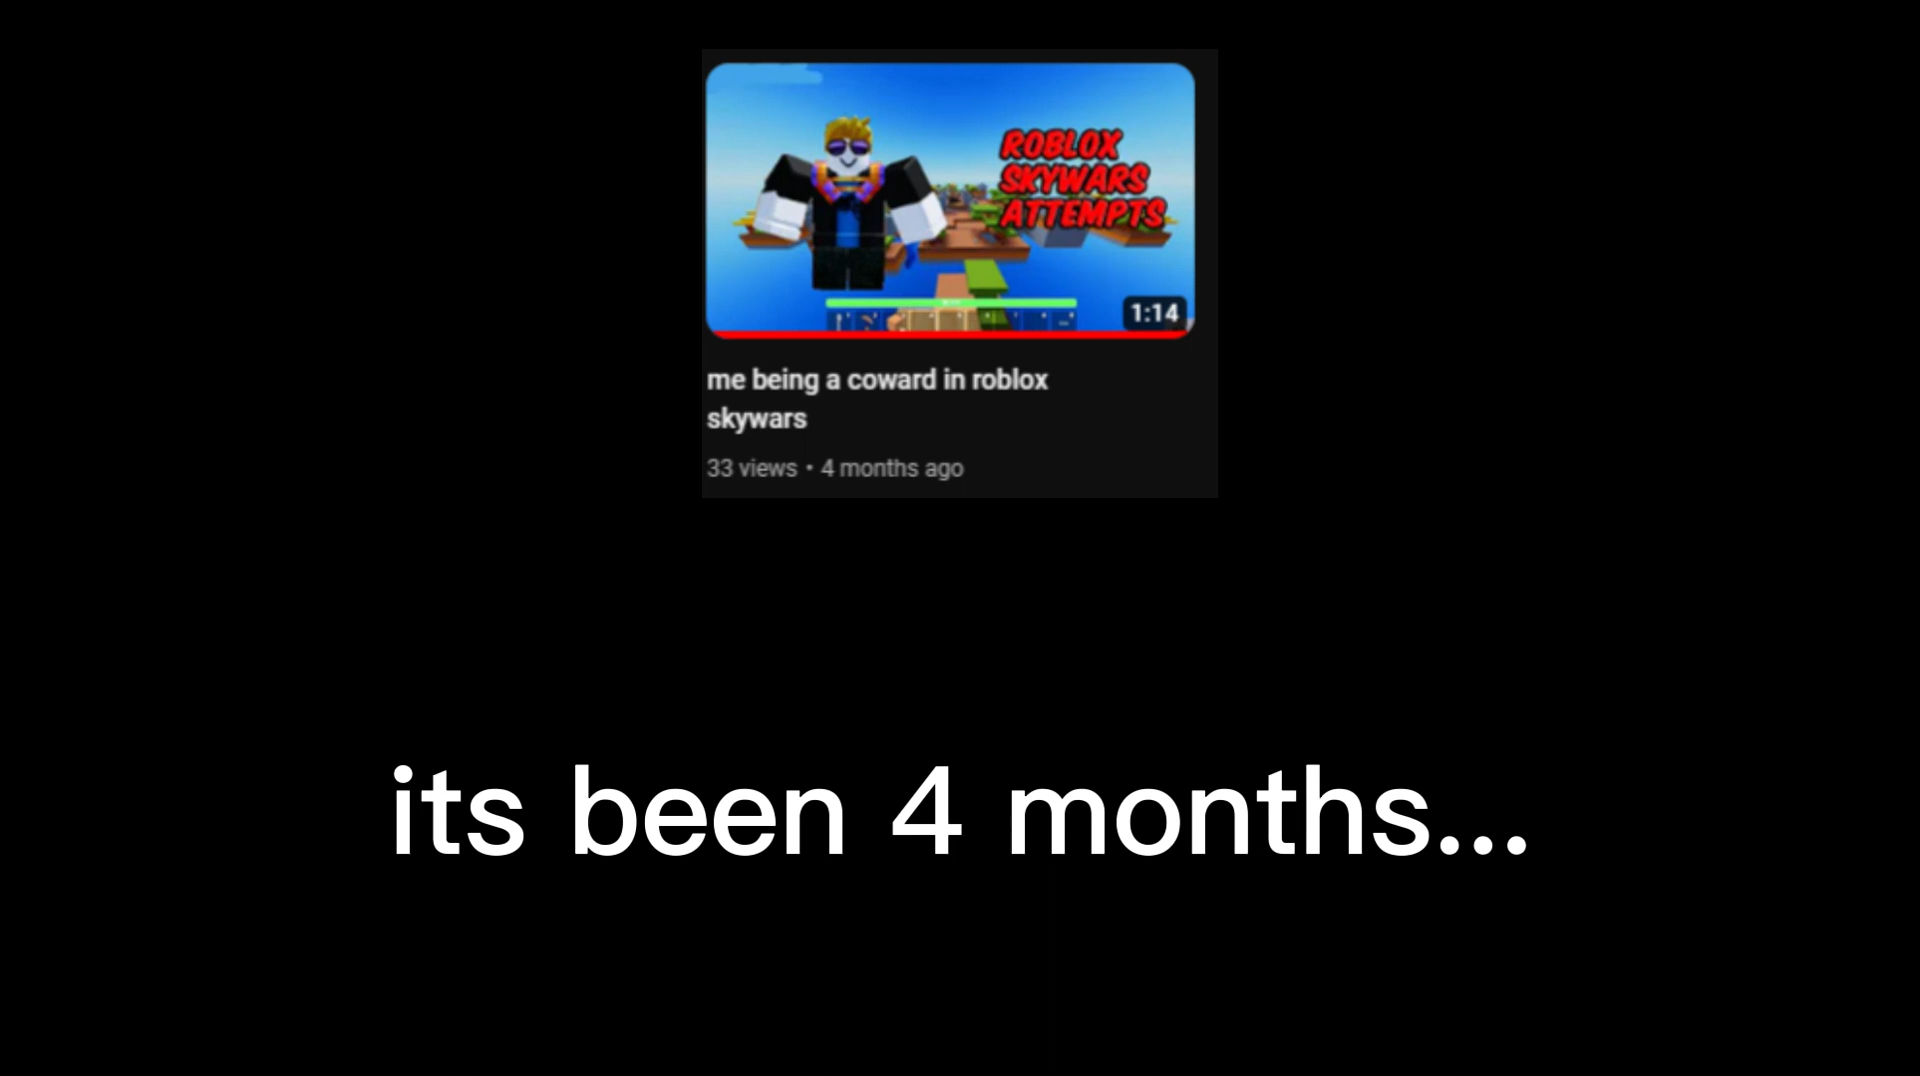 ROBLOX
SKYWARS
ATTEMPTS
1:14
me being a coward in roblox
skywars
33 views • 4 months ago
its been 4 months...